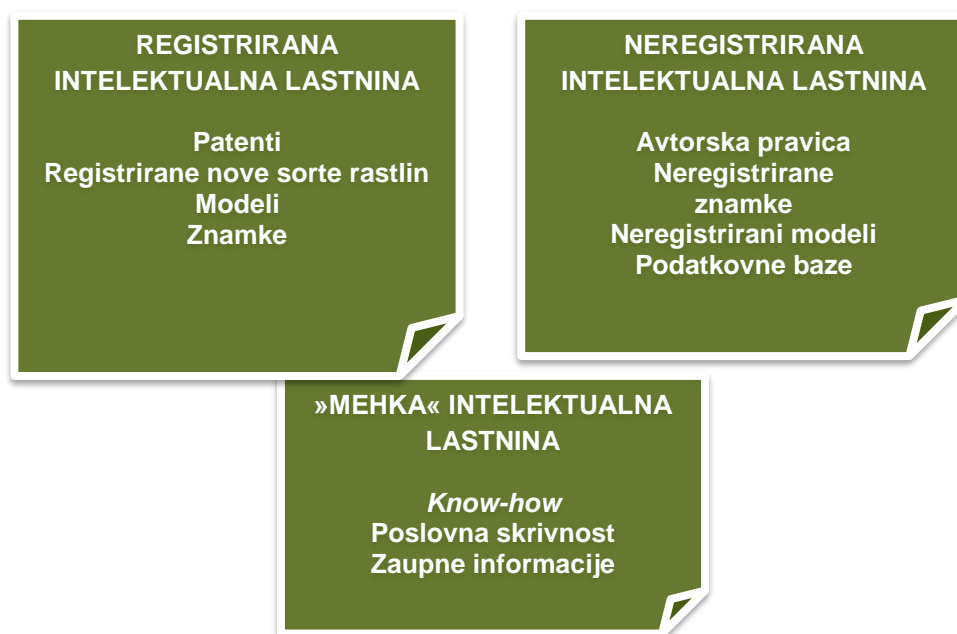 REGISTRIRANA
INTELEKTUALNA LASTNINA
Patenti
Registrirane nove sorte rastlin
Modeli
Znamke
NEREGISTRIRANA
INTELEKTUALNA LASTNINA
Avtorska pravica
Neregistrirane
znamke
Neregistrirani modeli
Podatkovne baze
»MEHKA« INTELEKTUALNA
LASTNINA
Know-how
Poslovna skrivnost
Zaupne informacije